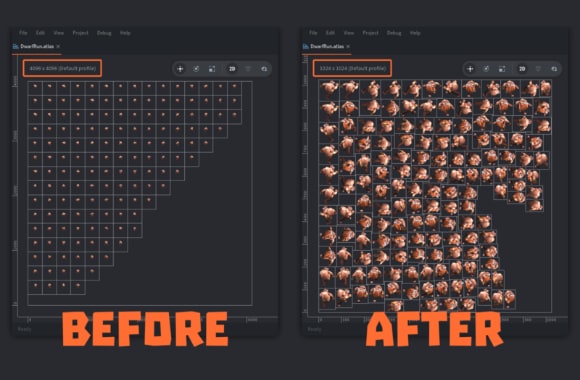 File Edit View Project Debug Help
DwarfRun.atlas ×
4096 x 4096 (Default profile)
2D
Ready
BEFORE
File Edit View Project Debug Help
DwarfRun.atlas ×
1024 x 1024 (Default profile)
2D
Ready
AFTER